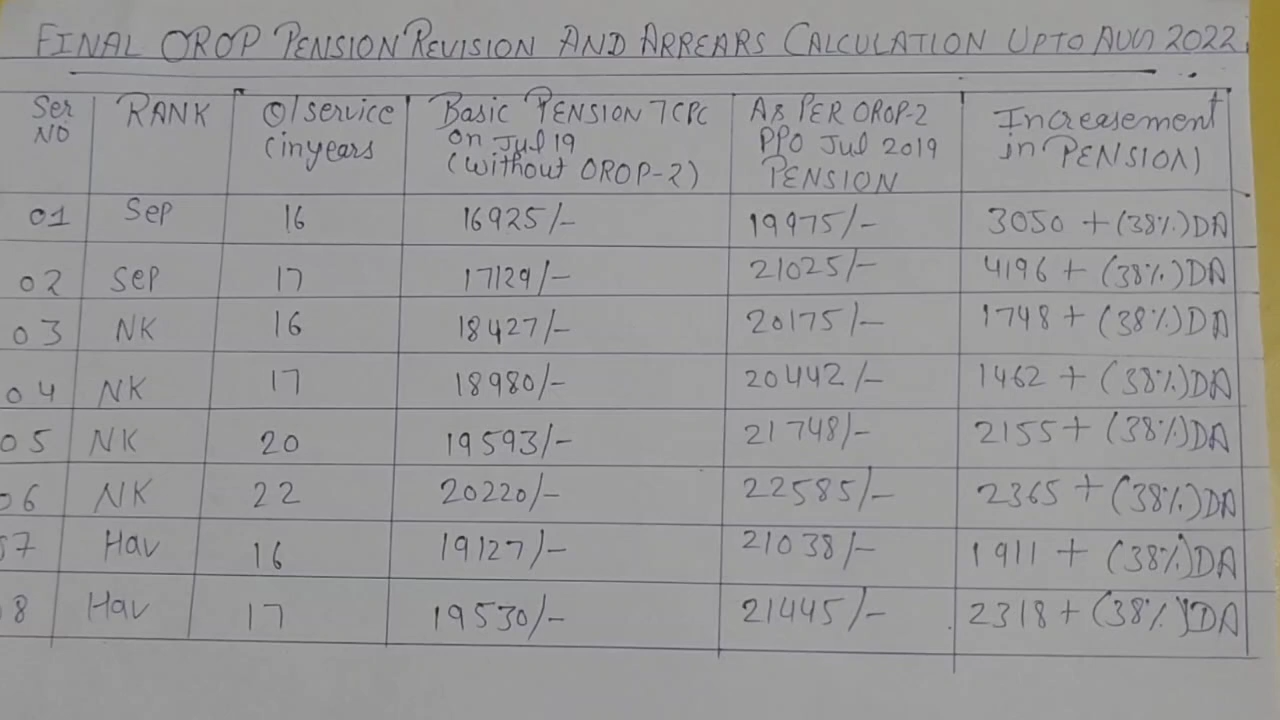 FINAL OROP PENSION REVISION AND ARREARS CALCULATION UPTO AUG 2022
Ser NO RANK Q/service (in years Basic PENSION 7CPC on Jul 19 (without OROP-2) AS PER OROP-2 PPO Jul 2019 PENSION Increasement in PENSION)
01 Sep 16 16925/- 19975/- 3050 + (38%) DA
02 Sep 17 17129/- 21025/- 4196 + (38%) DA
03 NK 16 18427/- 20175/- 1748 + (38%) DA
04 NK 17 18980/- 20442/- 1462 + (38%) DA
05 NK 20 19593/- 21748/- 2155 + (38%) DA
06 NK 22 20220/- 22585/- 2365 + (38%) DA
07 Hav 16 19127/- 21038/- 1911 + (38%) DA
8 Hav 17 19530/- 21445/- 2318 + (38%) DA